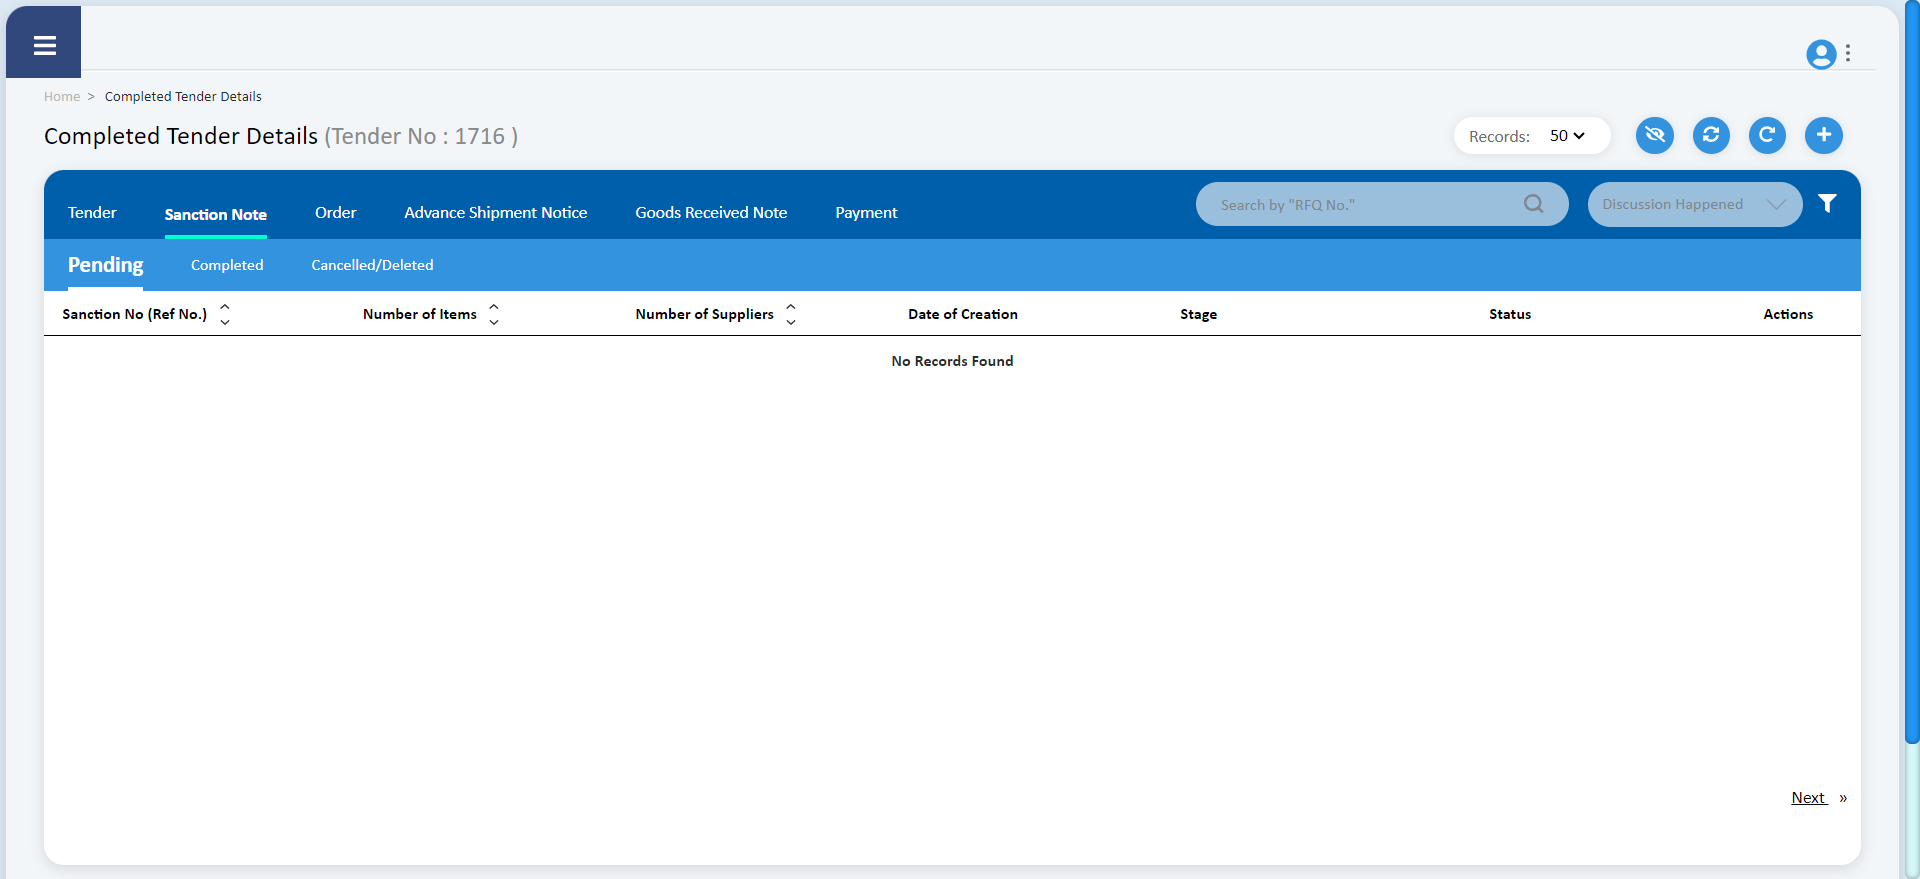 Home > Completed Tender Details
Completed Tender Details (Tender No : 1716 )
Records: 50
Tender Sanction Note Order Advance Shipment Notice Goods Received Note Payment Search by "RFQ No." Discussion Happened
Pending Completed Cancelled/Deleted
Sanction No (Ref No.) Number of Items Number of Suppliers Date of Creation Stage Status Actions
No Records Found
Next »